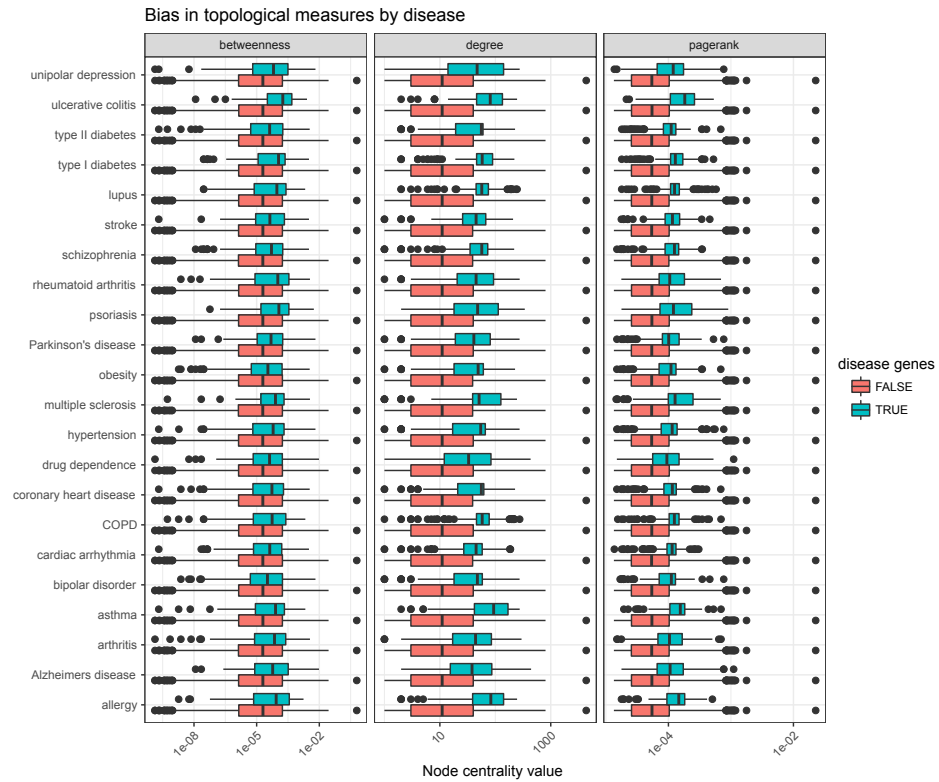 Bias in topological measures by disease
betweenness degree pagerank
unipolar depression
ulcerative colitis
type II diabetes
type I diabetes
lupus
stroke
schizophrenia
rheumatoid arthritis
psoriasis
Parkinson's disease
obesity
multiple sclerosis
hypertension
drug dependence
coronary heart disease
COPD
cardiac arrhythmia
bipolar disorder
asthma
arthritis
Alzheimers disease
allergy
disease genes
FALSE
TRUE
1e-08 1e-05 1e-02 10 1000 1e-04 1e-02
Node centrality value